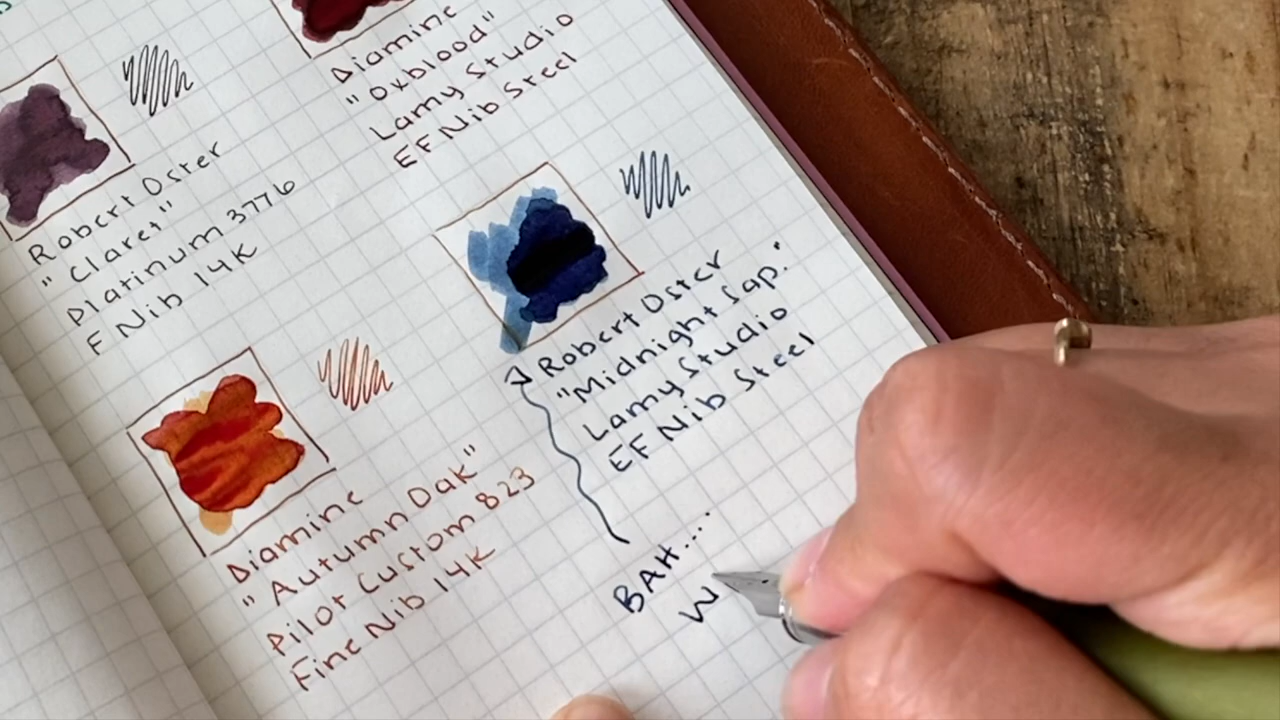 Diamine
"Oxblood"
Lamy Studio
EF Nib Steel
Robert Oster
"Claret"
Platinum 3776
F Nib 14K
Robert Oster
"Midnight Sap."
Lamy Studio
EF Nib Steel
Diamine
"Autumn Oak"
Pilot Custom 823
Fine Nib 14K
BAH....
W